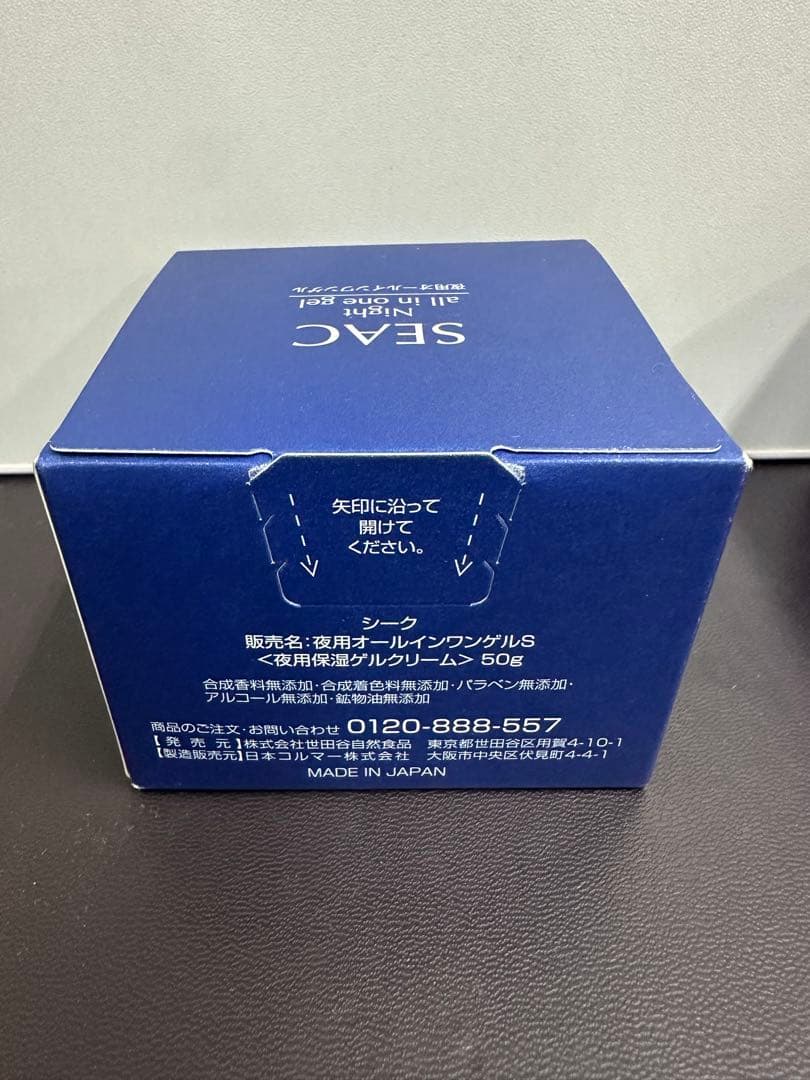 SEAC
Night
all in one gel
夜用オールインワンゲル
矢印に沿って
開けて
ください。
シーク
販売名:夜用オールインワンゲルS
<夜用保湿ゲルクリーム> 50g
合成香料無添加・合成着色料無添加・パラベン無添加・
アルコール無添加・鉱物油無添加
商品のご注文・お問い合わせ 0120-888-557
【発売元】株式会社世田谷自然食品 東京都世田谷区用賀4-10-1
【製造販売元】日本コルマー株式会社 大阪市中央区伏見町4-4-1
MADE IN JAPAN